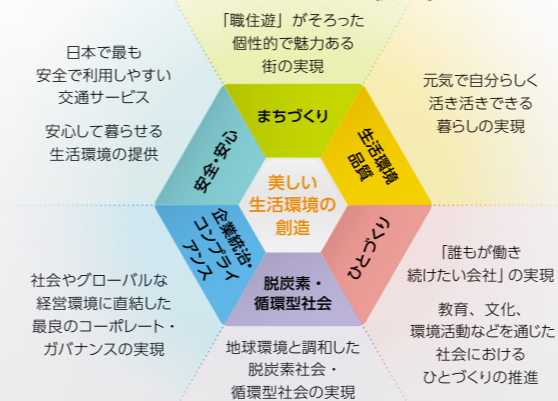 「職住遊」がそろった
個性的で魅力ある
街の実現
まちづくり
元気で自分らしく
活き活きできる
暮らしの実現
生活環境
品質
「誰もが働き
続けたい会社」の実現
教育、文化、
環境活動などを通じた
社会における
ひとづくりの推進
ひとづくり
脱炭素・
循環型社会
地球環境と調和した
脱炭素社会・
循環型社会の実現
企業統治・
コンプライ
アンス
社会やグローバルな
経営環境に直結した
最良のコーポレート・
ガバナンスの実現
安全・安心
日本で最も
安全で利用しやすい
交通サービス
安心して暮らせる
生活環境の提供
美しい
生活環境の
創造